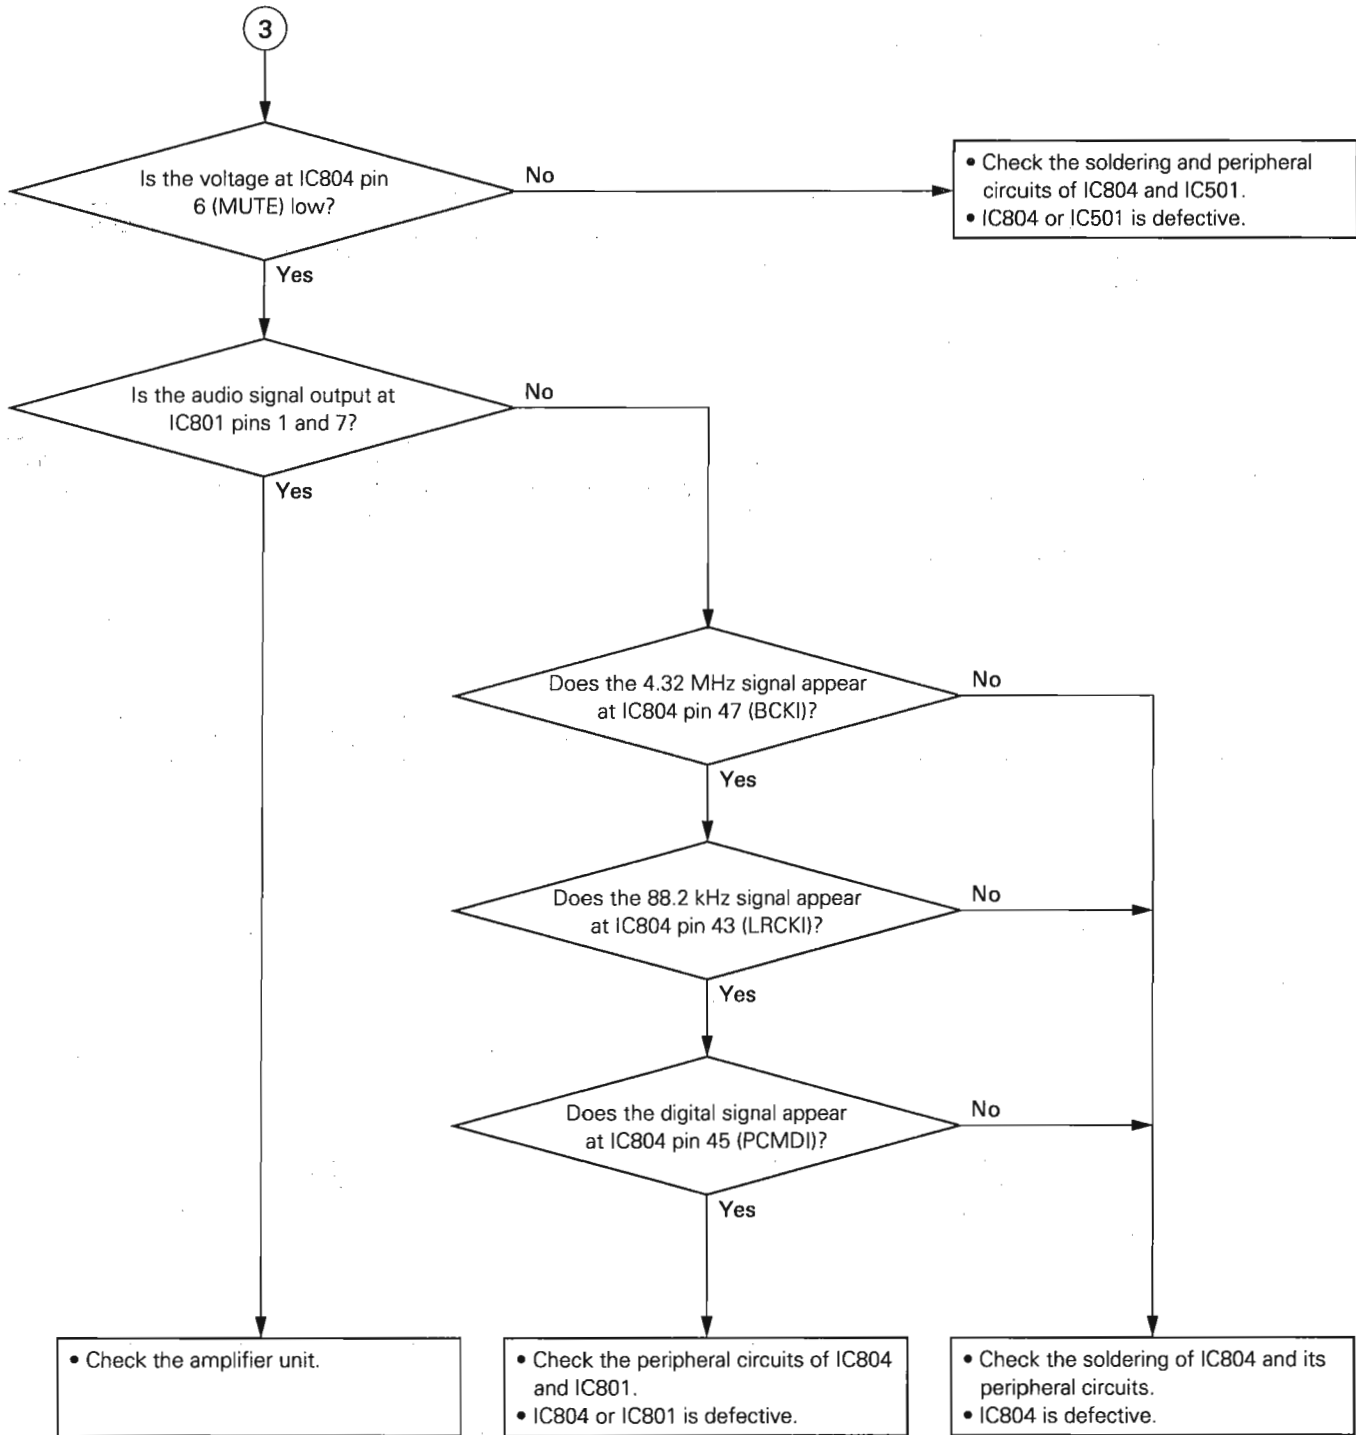 3
Is the voltage at IC804 pin
6 (MUTE) low?
No
• Check the soldering and peripheral
circuits of IC804 and IC501.
• IC804 or IC501 is defective.
Yes
Is the audio signal output at
IC801 pins 1 and 7?
No
Yes
Does the 4.32 MHz signal appear
at IC804 pin 47 (BCKI)?
No
Yes
Does the 88.2 kHz signal appear
at IC804 pin 43 (LRCKI)?
No
Yes
Does the digital signal appear
at IC804 pin 45 (PCMDI)?
No
Yes
• Check the amplifier unit.
• Check the peripheral circuits of IC804
and IC801.
• IC804 or IC801 is defective.
• Check the soldering of IC804 and its
peripheral circuits.
• IC804 is defective.